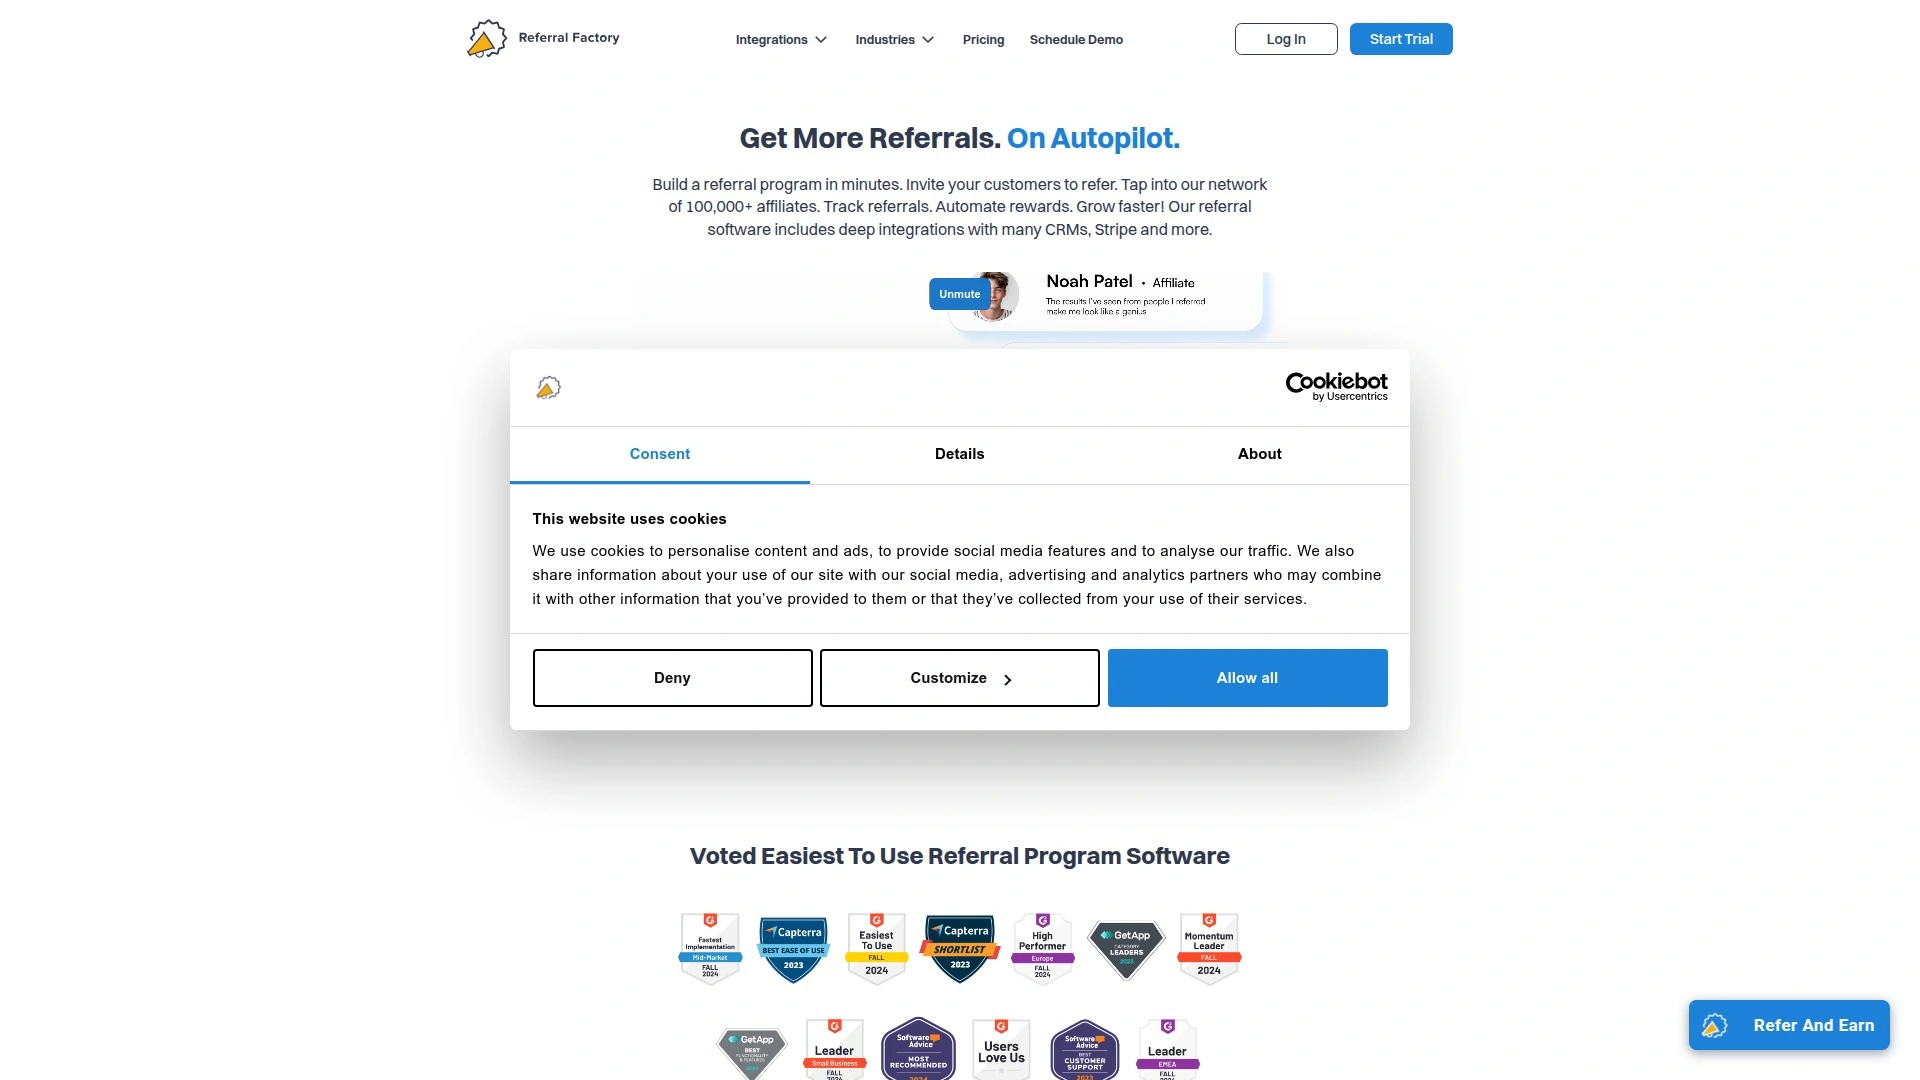 Referral Factory
Integrations
Industries
Pricing
Schedule Demo
Log In
Start Trial
Get More Referrals. On Autopilot.
Build a referral program in minutes. Invite your customers to refer. Tap into our network
of 100,000+ affiliates. Track referrals. Automate rewards. Grow faster! Our referral
software includes deep integrations with many CRMs, Stripe and more.
Unmute
Noah Patel • Affiliate
The results I've seen from people I referred
make me look like a genius
Cookiebot
by Usercentrics
Consent
Details
About
This website uses cookies
We use cookies to personalise content and ads, to provide social media features and to analyse our traffic. We also
share information about your use of our site with our social media, advertising and analytics partners who may combine
it with other information that you've provided to them or that they've collected from your use of their services.
Deny
Customize
Allow all
Voted Easiest To Use Referral Program Software
Fastest
Implementation
Mid-Market
FALL
2024
Capterra
BEST EASE OF USE
2023
Easiest
To Use
FALL
2024
Capterra
SHORTLIST
2023
High
Performer
Europe
FALL
2024
GetApp
CATEGORY
LEADERS
2023
Momentum
Leader
FALL
2024
GetApp
BEST
FUNCTIONALITY
& FEATURES
Leader
Small Business
FALL
2024
Software
Advice
MOST
RECOMMENDED
2024
Users
Love Us
Software
Advice
BEST
CUSTOMER
SUPPORT
2023
Leader
EMEA
FALL
2024
Refer And Earn